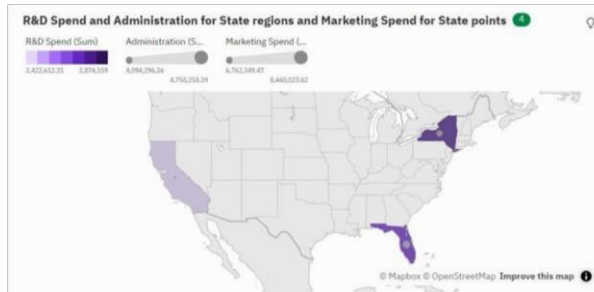 R&D Spend and Administration for State regions and Marketing Spend for State points 4
R&D Spend (Sum) Administration (S... Marketing Spend (...
2,422,612.31 2,874,159 4,094,296.26 4,758,258.39 6,762,349.47 8,460,023.62
© Mapbox © OpenStreetMap Improve this map